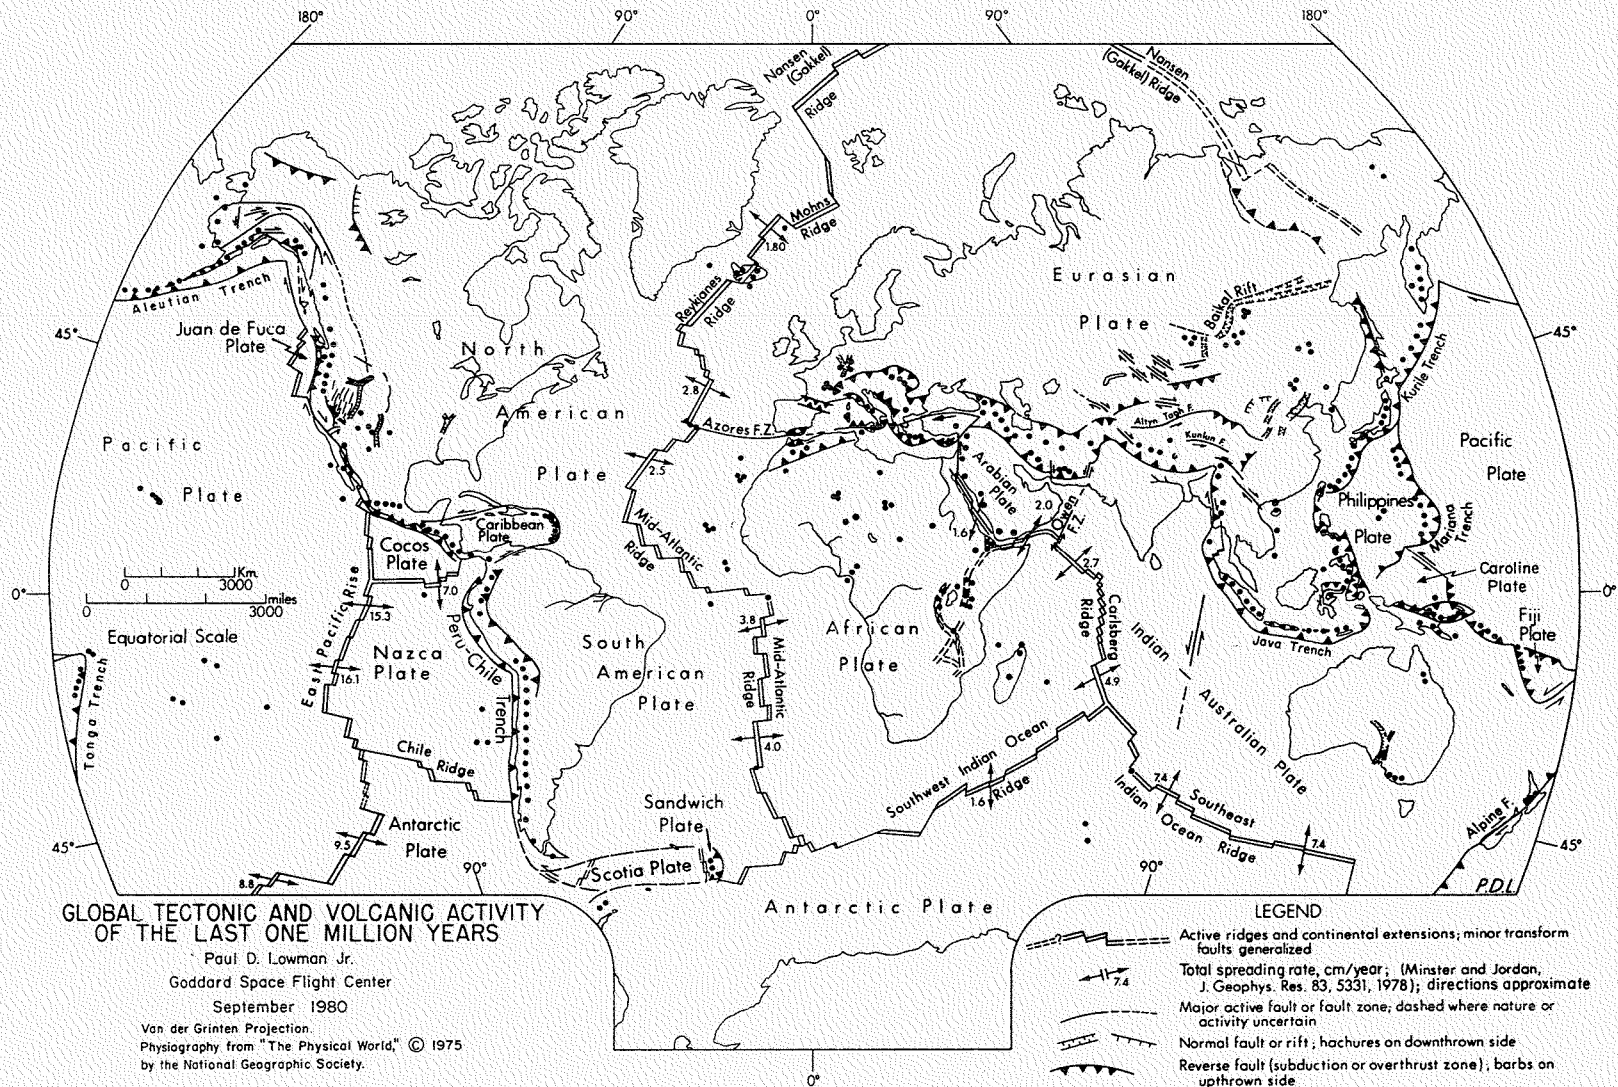 180°
90°
0°
90°
180°
Nansen
(Gakkel)
Ridge
Nansen
(Gakkel) Ridge
Mohns
Ridge
1.80
Reykjanes
Ridge
Eurasian
Plate
Baikal Rift
Aleutian Trench
Juan de Fuca
Plate
45°
45°
North
American
Plate
2.8
Azores F.Z.
2.5
Altyn Tagh F.
Kunlun F.
Kurile Trench
Pacific
Plate
Pacific
Plate
Arabian
Plate
2.0
Owen
F.Z.
1.6
Philippines
Plate
Mariana
Trench
Caribbean
Plate
Cocos
Plate
7.0
Mid-Atlantic
Ridge
2.7
Carlsberg
Ridge
Caroline
Plate
Fiji
Plate
0°
0°
0 3000 Km.
0 3000 miles
Equatorial Scale
East Pacific Rise
15.3
16.1
Nazca
Plate
Peru-Chile
Trench
South
American
Plate
3.8
Mid-Atlantic
Ridge
4.0
African
Plate
4.9
Indian
Australian Plate
Java Trench
Tonga Trench
Chile
Ridge
Southwest Indian Ocean
Ridge
1.6
7.4
Southeast
Indian Ocean Ridge
7.4
Alpine F.
45°
45°
Antarctic
Plate
9.5
8.8
90°
Sandwich
Plate
Scotia Plate
90°
P.D.L.
Antarctic Plate
GLOBAL TECTONIC AND VOLCANIC ACTIVITY
OF THE LAST ONE MILLION YEARS
Paul D. Lowman Jr.
Goddard Space Flight Center
September 1980
Van der Grinten Projection.
Physiography from "The Physical World," © 1975
by the National Geographic Society.
LEGEND
Active ridges and continental extensions; minor transform
faults generalized
7.4
Total spreading rate, cm/year; (Minster and Jordan,
J. Geophys. Res. 83, 5331, 1978); directions approximate
Major active fault or fault zone; dashed where nature or
activity uncertain
Normal fault or rift; hachures on downthrown side
Reverse fault (subduction or overthrust zone); barbs on
upthrown side
0°